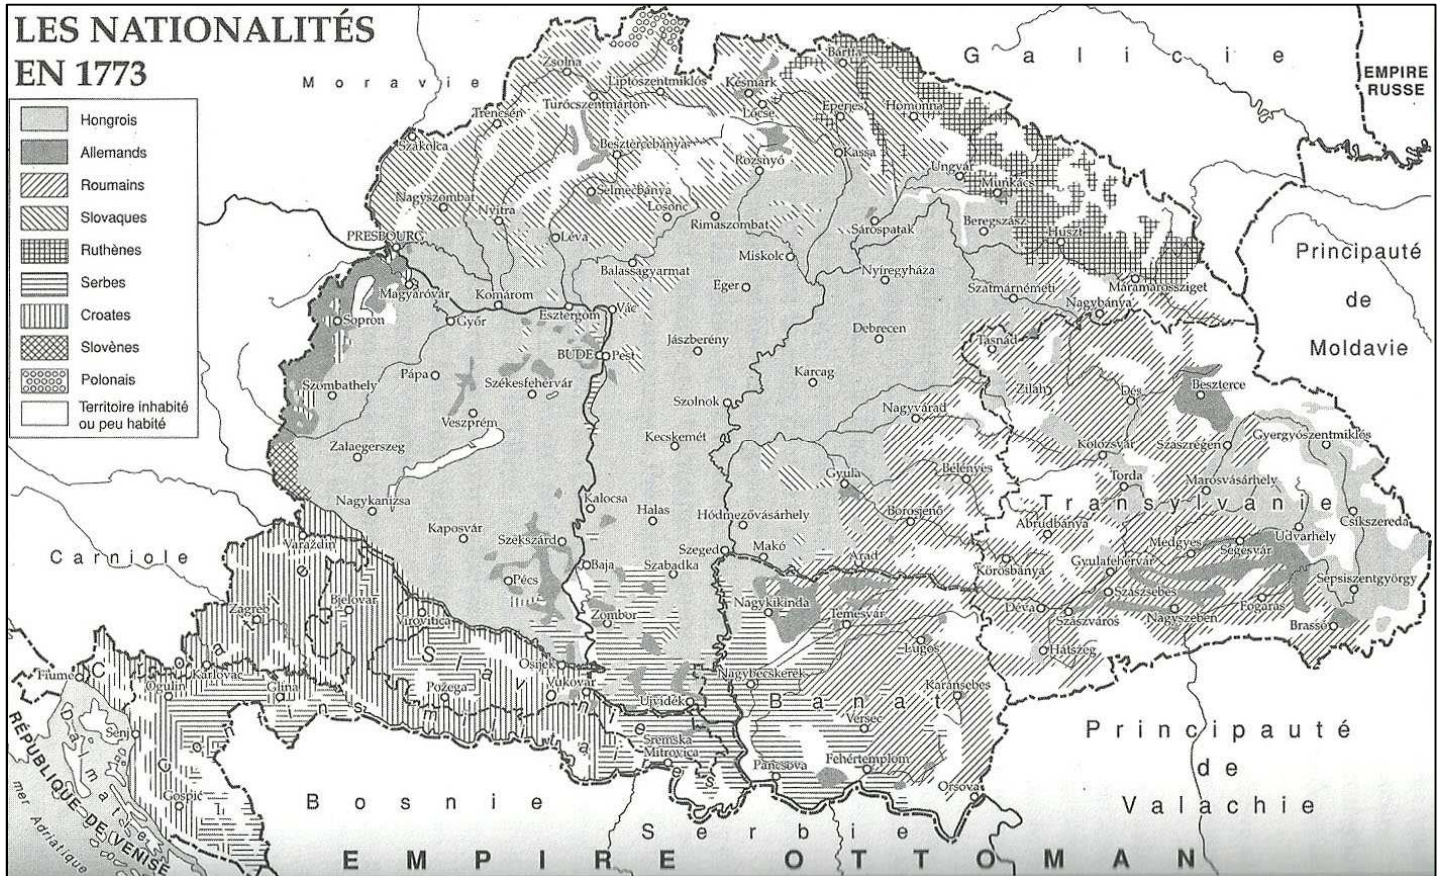 LES NATIONALITÉS
EN 1773
Hongrois
Allemands
Roumains
Slovaques
Ruthènes
Serbes
Croates
Slovènes
Polonais
Territoire inhabité
ou peu habité
Moravie
Galicie
EMPIRE
RUSSE
Principauté
de
Moldavie
Zsolna
Liptószentmiklós
Turócszentmárton
Trencsén
Szakolca
Késmárk
Lőcse
Bártfa
Eperjes
Homonna
Besztercebánya
Rozsnyó
Kassa
Ungvár
Munkács
Selmecbánya
Nagyszombat
Nyitra
Losonc
Rimaszombat
Sárospatak
Beregszász
Huszt
PRESBOURG
Léva
Balassagyarmat
Miskolc
Nyíregyháza
Máramarossziget
Magyaróvár
Komárom
Esztergom
Vác
Eger
Szatmárnémeti
Nagybánya
Sopron
Győr
BUDE
Pest
Jászberény
Debrecen
Tasnád
Pápa
Székesfehérvár
Karcag
Zilah
Dés
Beszterce
Szombathely
Veszprém
Szolnok
Nagyvárad
Zalaegerszeg
Kecskemét
Kolozsvár
Szászrégen
Gyergyószentmiklós
Nagykanizsa
Kalocsa
Halas
Gyula
Belényes
Torda
Marosvásárhely
Transylvanie
Kaposvár
Szekszárd
Hódmezővásárhely
Borosjenő
Abrudbánya
Csíkszereda
Carniole
Varaždin
Szeged
Makó
Arad
Kőrösbánya
Gyulafehérvár
Medgyes
Segesvár
Udvarhely
Pécs
Baja
Szabadka
Sepsiszentgyörgy
Zagreb
Bjelovar
Virovitica
Zombor
Nagykikinda
Temesvár
Déva
Szászváros
Szászsebes
Nagyszeben
Fogaras
Brassó
Fiume
Croatie
Karlovac
Ogulin
Glina
Požega
Slavonie
Osijek
Vukovar
Újvidék
Nagybecskerek
Lugos
Hátszeg
Karánsebes
Banat
Versec
Confins militaires
Senj
Gospić
Sremska
Mitrovica
Pancsova
Fehértemplom
Orsova
Dalmatie
RÉPUBLIQUE DE VENISE
mer Adriatique
Bosnie
Serbie
Principauté
de
Valachie
EMPIRE OTTOMAN